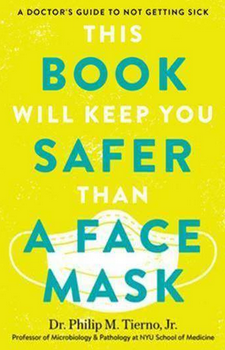 A DOCTOR'S GUIDE TO NOT GETTING SICK
THIS
BOOK
WILL KEEP YOU
SAFER
THAN
A FACE
MASK
Dr. Philip M. Tierno, Jr.
Professor of Microbiology & Pathology at NYU School of Medicine